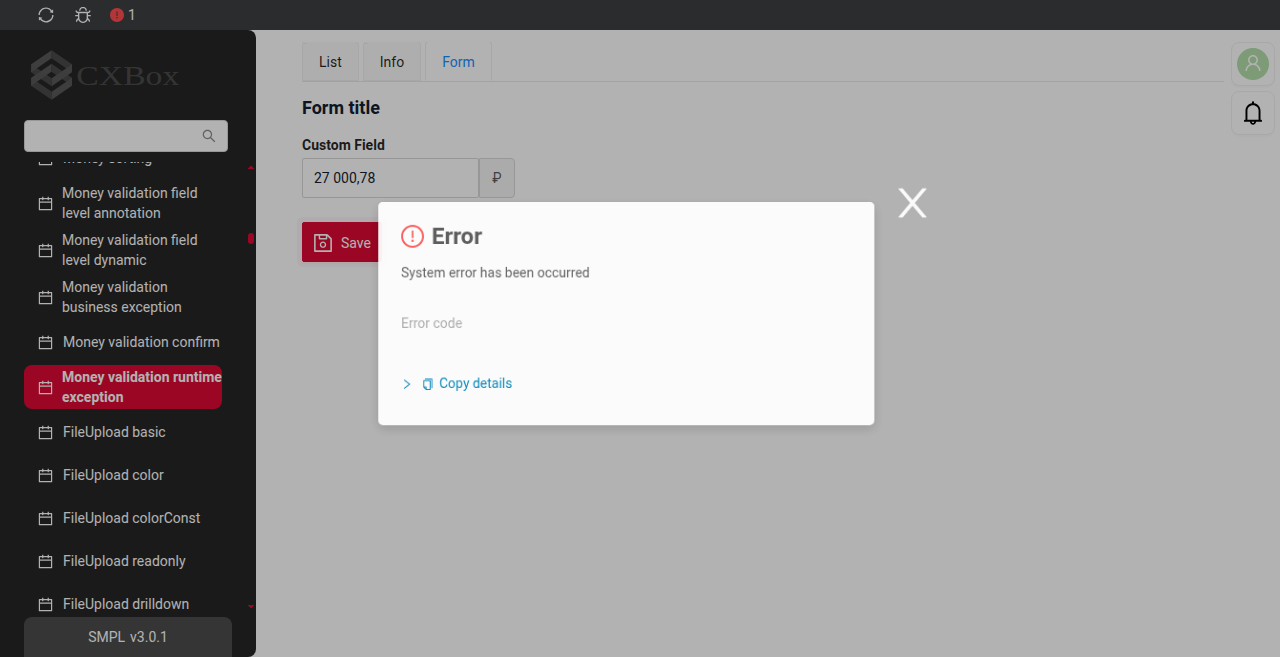 1
CXBox
List
Info
Form
Form title
Custom Field
27 000,78
₽
Save
Error
System error has been occurred
Error code
Copy details
Money sorting
Money validation field
level annotation
Money validation field
level dynamic
Money validation
business exception
Money validation confirm
Money validation runtime
exception
FileUpload basic
FileUpload color
FileUpload colorConst
FileUpload readonly
FileUpload drilldown
SMPL v3.0.1